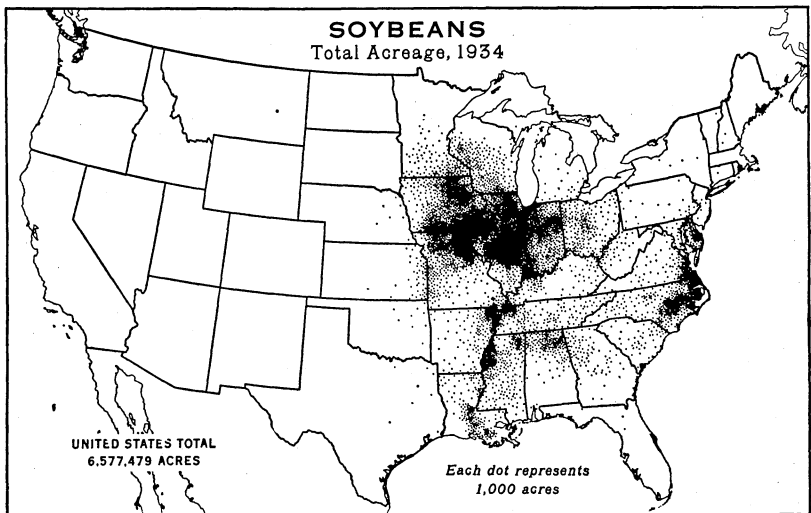 SOYBEANS
Total Acreage, 1934
UNITED STATES TOTAL
6,577,479 ACRES
Each dot represents
1,000 acres